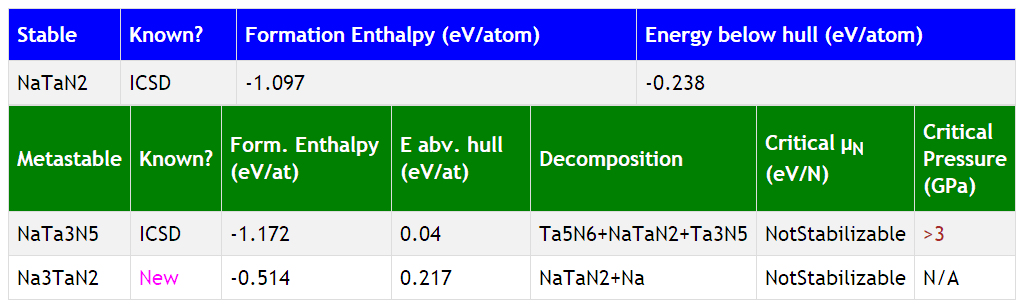 Stable Known? Formation Enthalpy (eV/atom) Energy below hull (eV/atom)
NaTaN2 ICSD -1.097 -0.238
Metastable Known? Form. Enthalpy (eV/at) E abv. hull (eV/at) Decomposition Critical μN (eV/N) Critical Pressure (GPa)
NaTa3N5 ICSD -1.172 0.04 Ta5N6+NaTaN2+Ta3N5 NotStabilizable >3
Na3TaN2 New -0.514 0.217 NaTaN2+Na NotStabilizable N/A